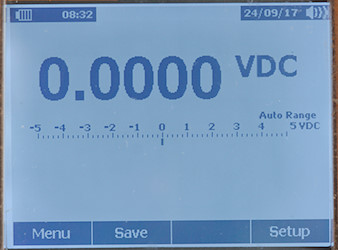 08:32 24/09/17
0.0000 VDC
Auto Range
-5 -4 -3 -2 -1 0 1 2 3 4 5 VDC
Menu Save Setup